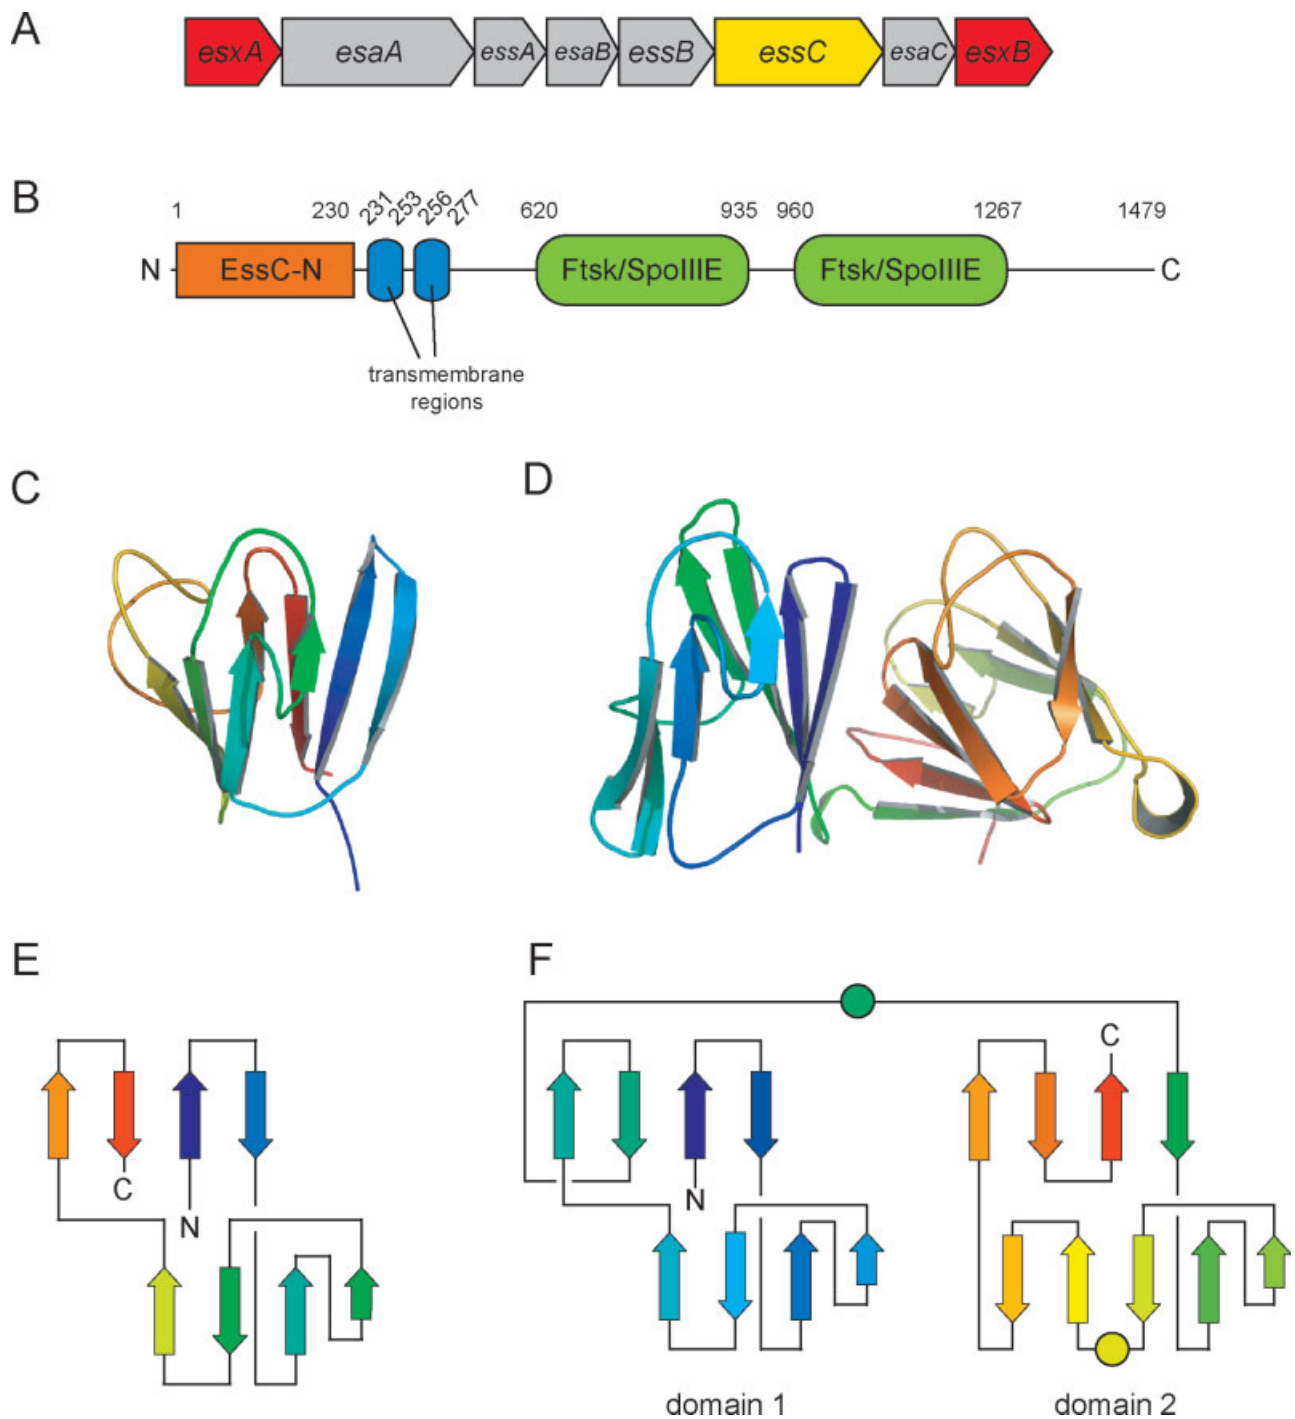 A
esxA esaA essA esaB essB essC esaC esxB
B
1 230 231 253 256 277 620 935 960 1267 1479
N EssC-N Ftsk/SpoIIIE Ftsk/SpoIIIE C
transmembrane
regions
C
D
E
F
C
C
N
N
domain 1 domain 2